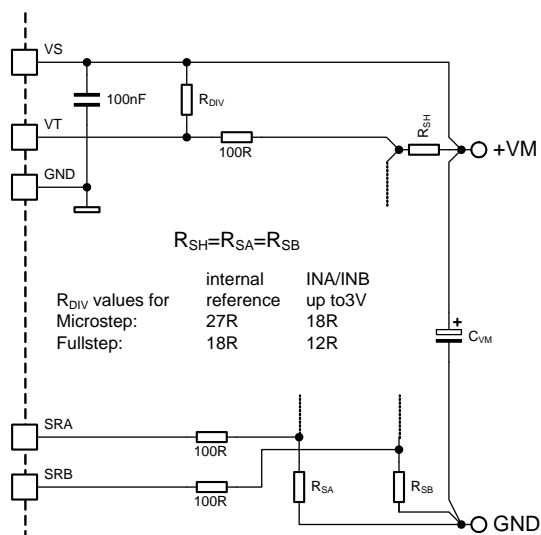 VS
100nF
R_DIV
VT
100R
R_SH
+VM
GND
R_SH=R_SA=R_SB
internal INA/INB
R_DIV values for reference up to3V
Microstep: 27R 18R
Fullstep: 18R 12R
+
C_VM
SRA
100R
SRB
100R
R_SA
R_SB
GND